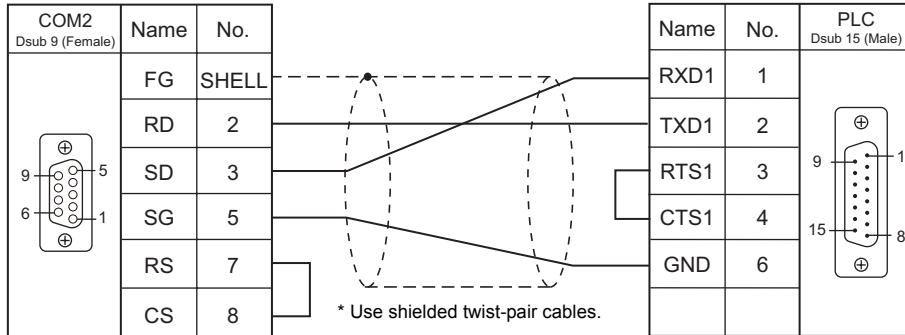 COM2
Dsub 9 (Female)
Name
No.
FG
SHELL
RD
2
SD
3
SG
5
RS
7
CS
8
9
5
6
1
* Use shielded twist-pair cables.
Name
No.
PLC
Dsub 15 (Male)
RXD1
1
TXD1
2
RTS1
3
CTS1
4
GND
6
9
1
15
8